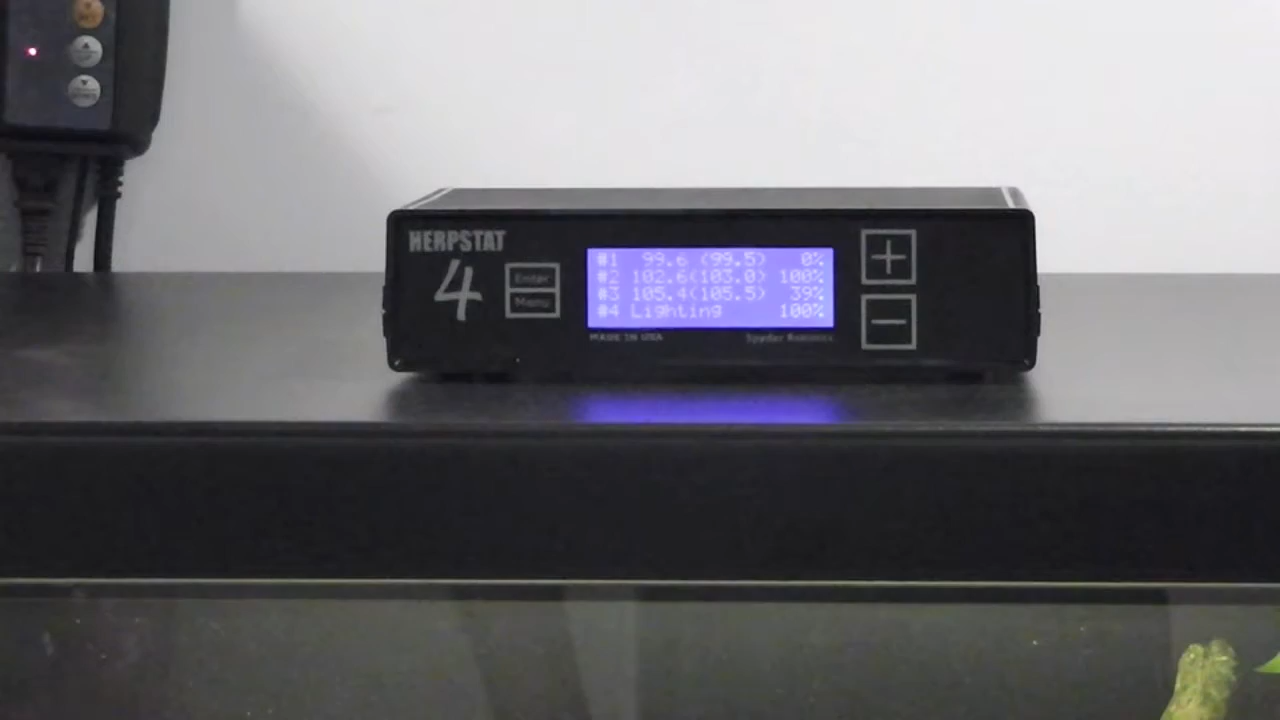 HERPSTAT
4
Enter
Menu
#1 99.6 (99.5) 0%
#2 102.6(103.0) 100%
#3 105.4(105.5) 39%
#4 Lighting 100%
MADE IN USA
Spyder Robotics